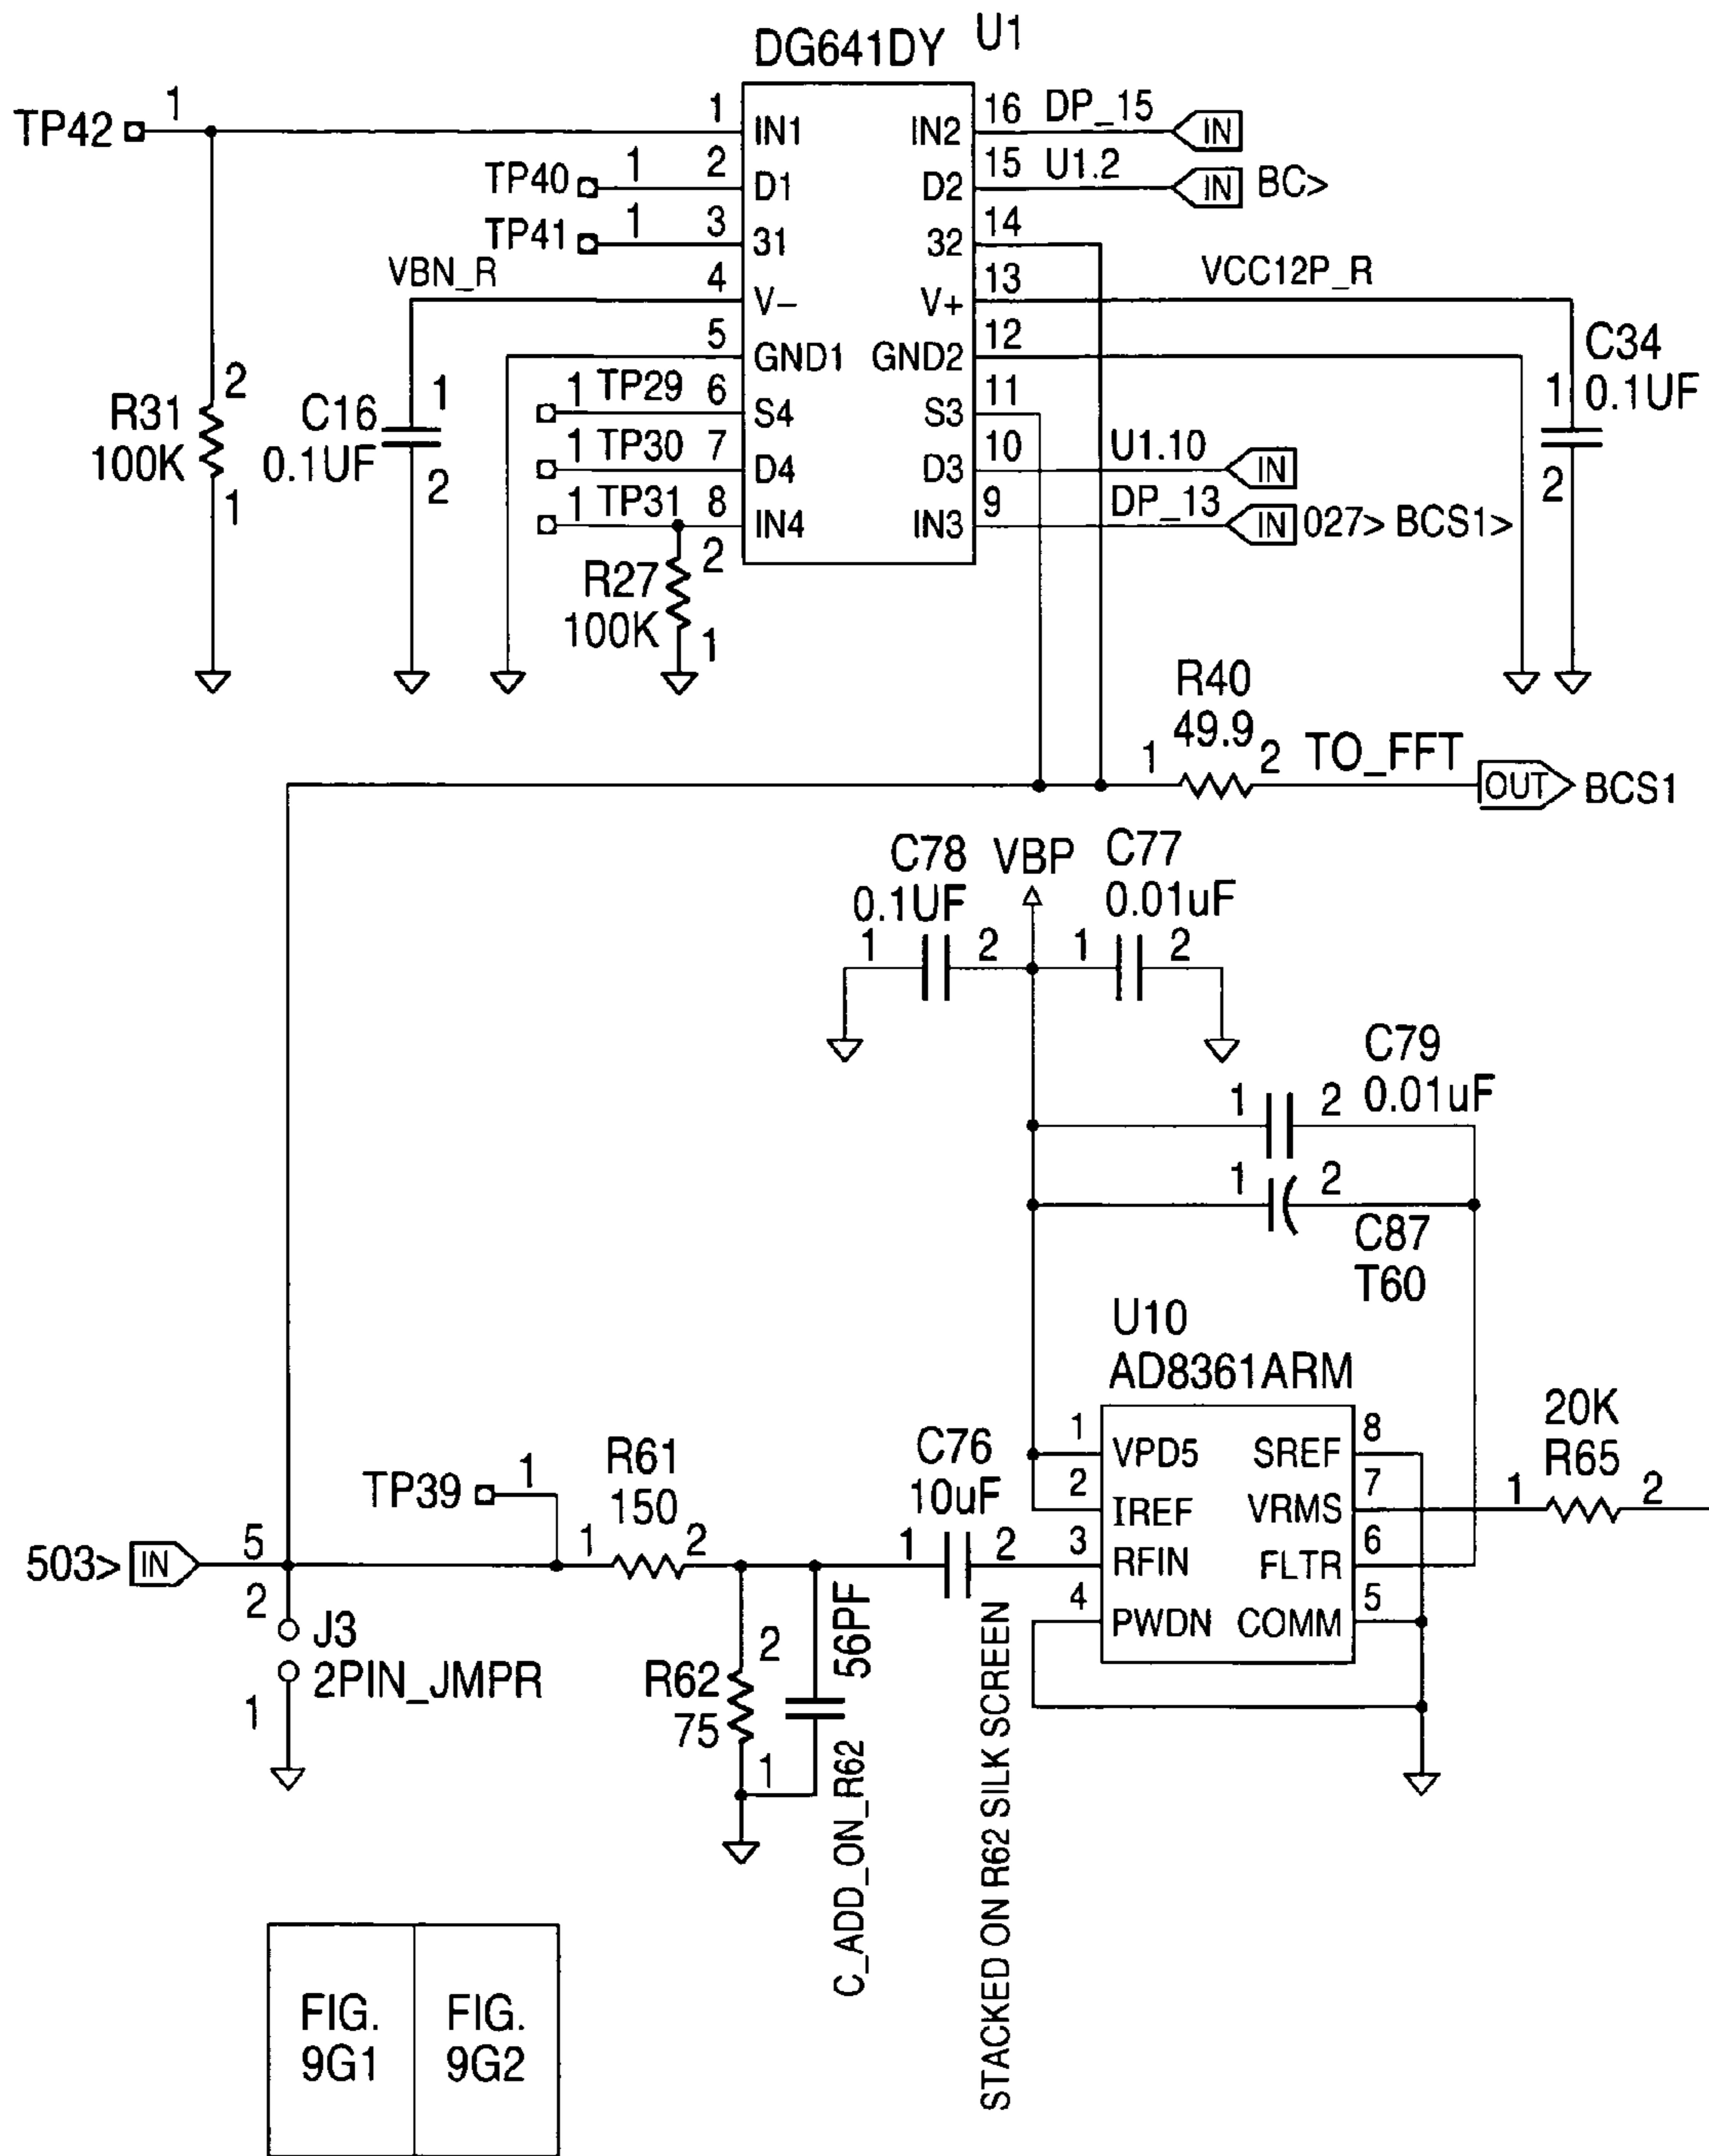 DG641DY U1
TP42 1
1 IN1 IN2 16 DP_15 IN
TP40 1 2 D1 D2 15 U1.2 IN BC>
TP41 1 3 31 32 14
VBN_R 4 V- V+ 13 VCC12P_R
5 GND1 GND2 12
1 TP29 6 S4 S3 11
1 TP30 7 D4 D3 10 U1.10 IN
1 TP31 8 IN4 IN3 9 DP_13 IN 027> BCS1>
2
R31
100K
1
C16
0.1UF
1
2
R27
100K
2
1
C34
0.1UF
1
2
R40
49.9
1 2 TO_FFT OUT BCS1
C78
0.1UF
1 2
VBP
C77
0.01uF
1 2
C79
0.01uF
1 2
1 2
C87
T60
U10
AD8361ARM
1 VPD5 SREF 8
2 IREF VRMS 7
3 RFIN FLTR 6
4 PWDN COMM 5
20K
R65
1 2
C76
10uF
1 2
TP39 1
R61
150
1 2
503> IN 5
2
J3
2PIN_JMPR
1
R62
75
2
1
56PF
C_ADD_ON_R62
STACKED ON R62 SILK SCREEN
FIG.
9G1
FIG.
9G2